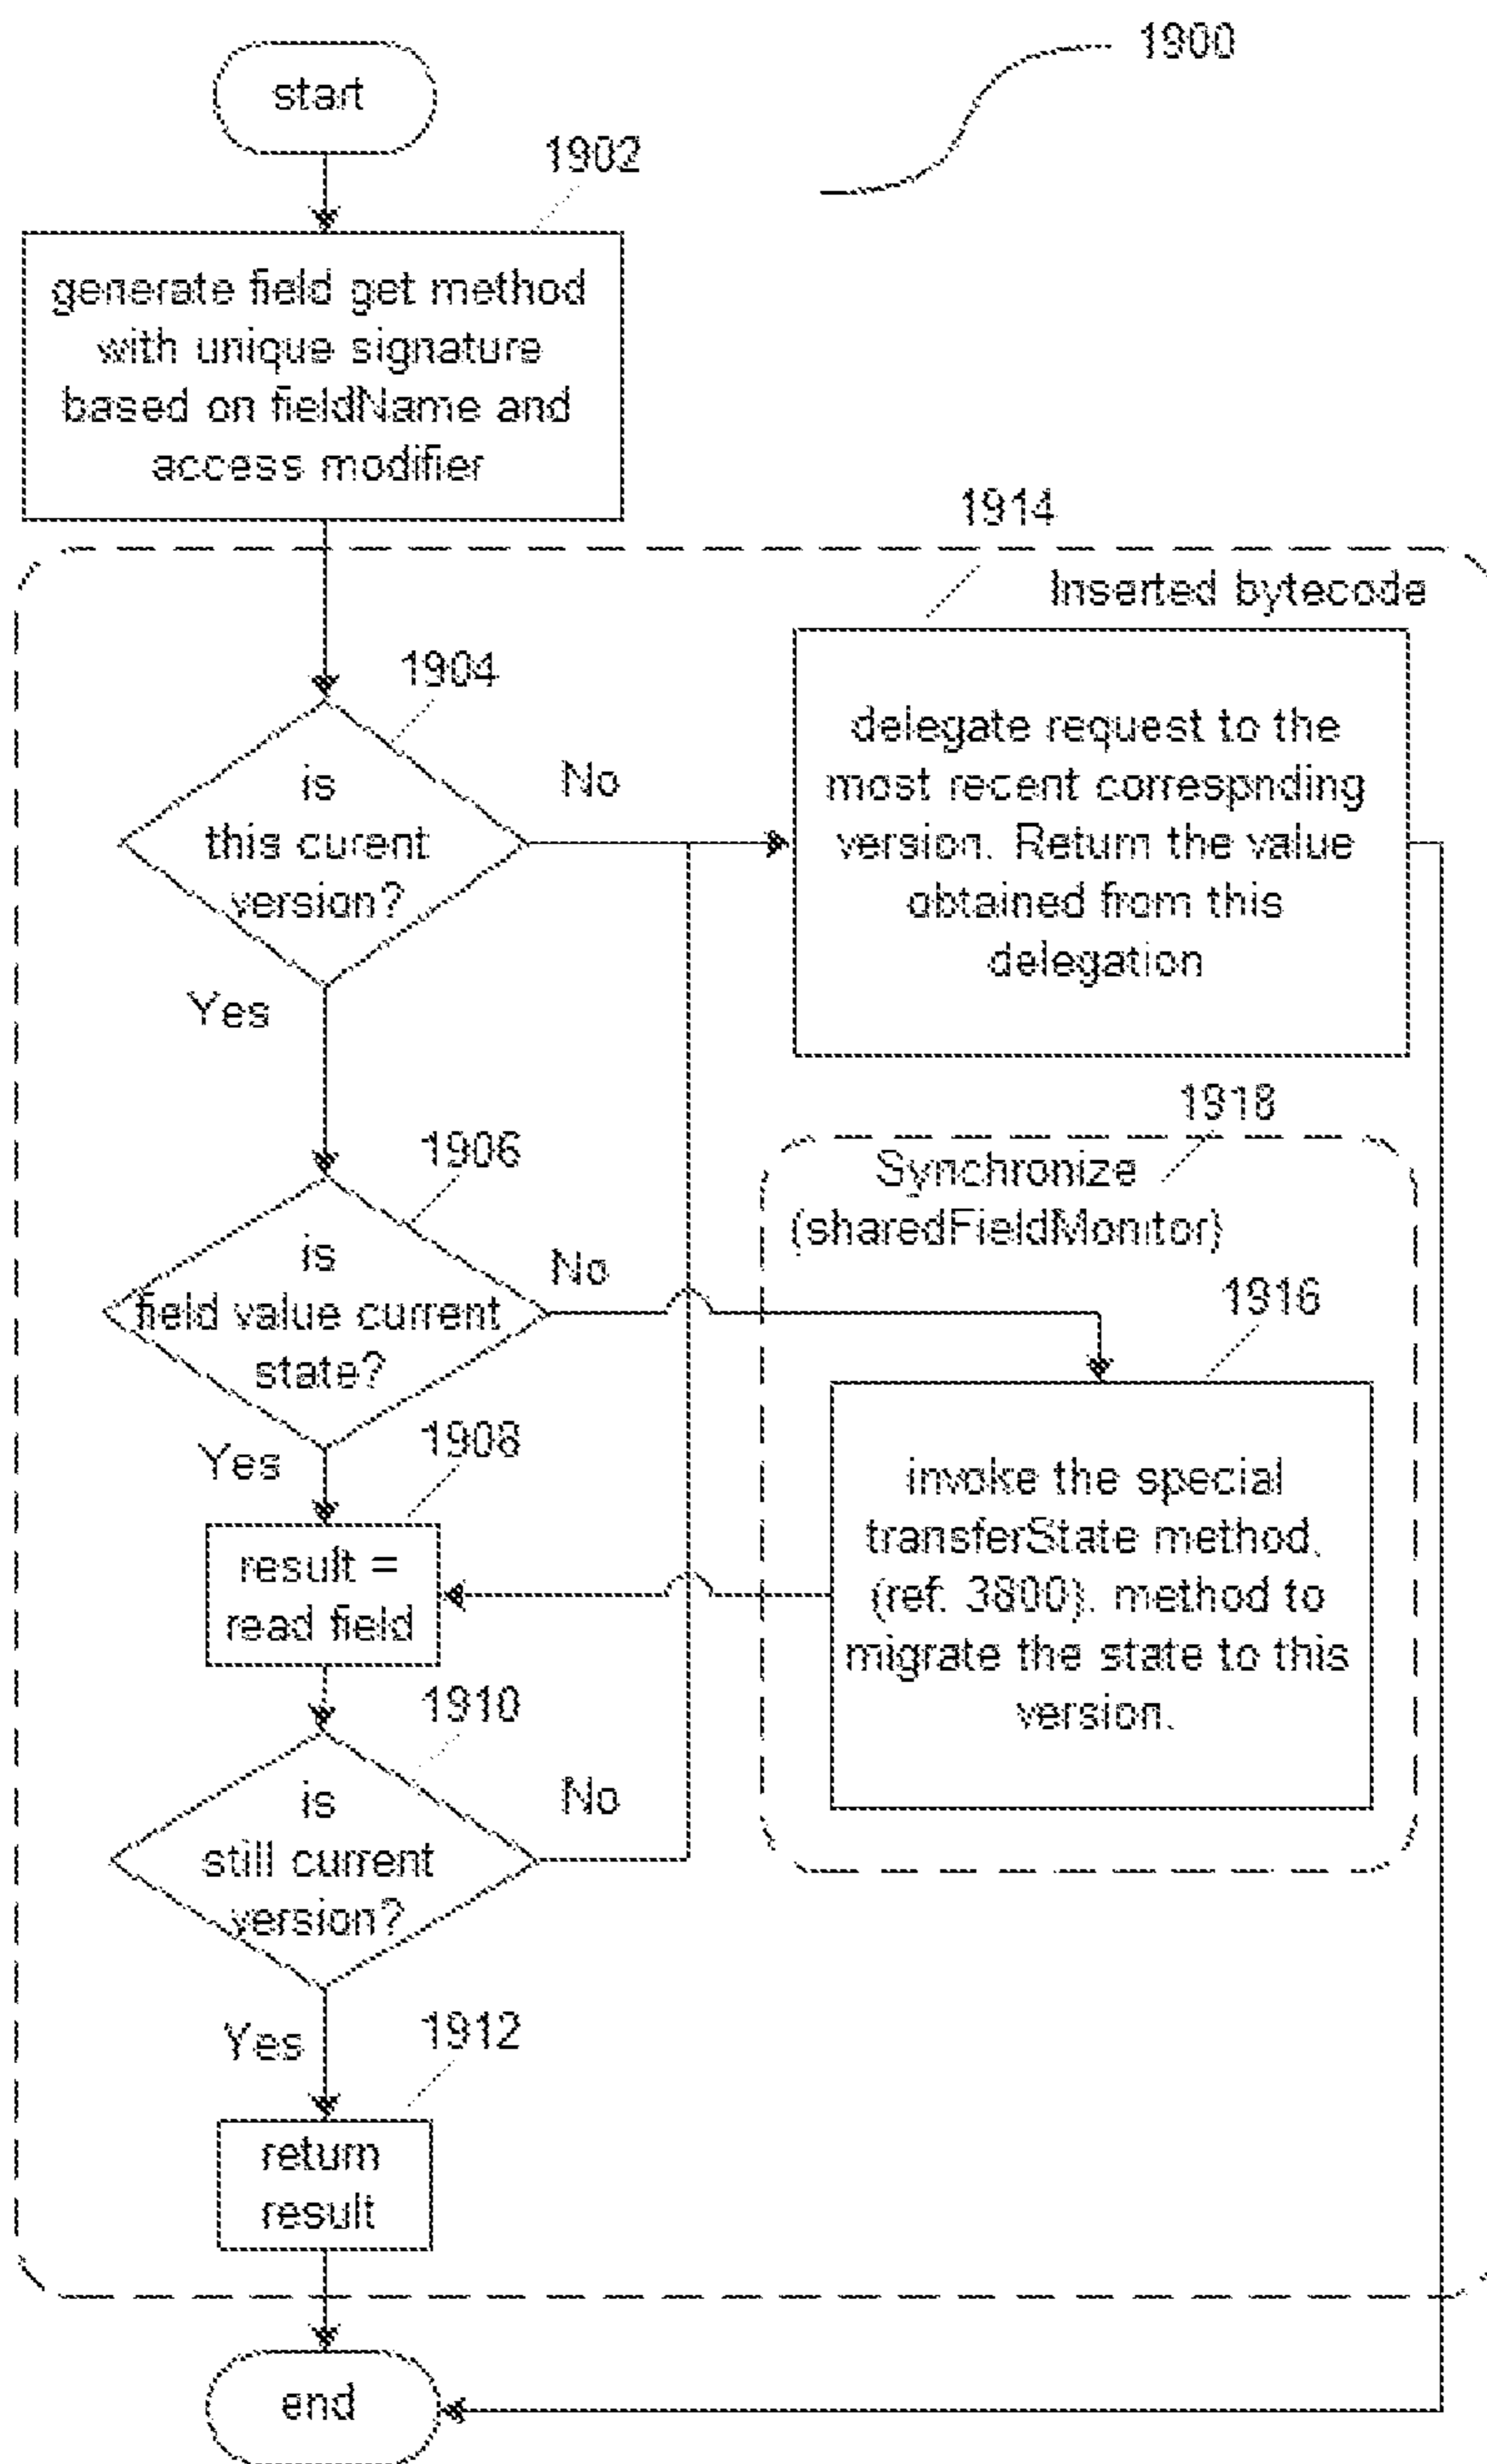 1900
start
1902
generate field get method
with unique signature
based on fieldName and
access modifier
1914
Inserted bytecode
1904
is
this curent
version?
No
delegate request to the
most recent correspnding
version. Return the value
obtained from this
delegation
Yes
1918
Synchronize
(sharedFieldMonitor)
1906
is
field value current
state?
No
1916
Yes
1908
result =
read field
invoke the special
transferState method.
(ref. 3800). method to
migrate the state to this
version.
1910
is
still current
version?
No
Yes
1912
return
result
end